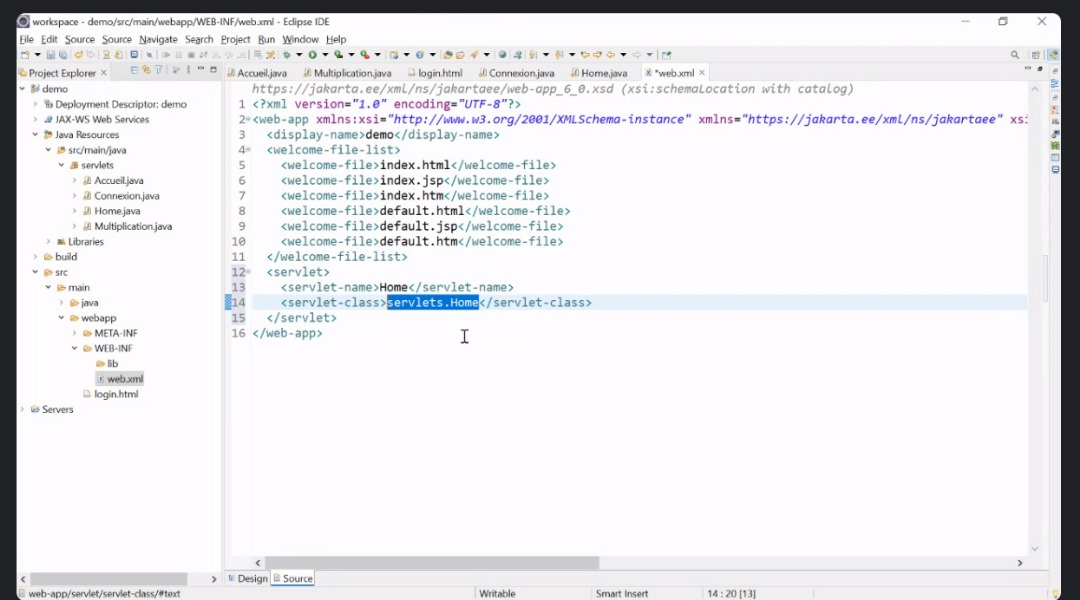 workspace - demo/src/main/webapp/WEB-INF/web.xml - Eclipse IDE
File Edit Source Source Navigate Search Project Run Window Help
Project Explorer
Accueil.java Multiplication.java login.html Connexion.java Home.java *web.xml
demo
Deployment Descriptor: demo
JAX-WS Web Services
Java Resources
src/main/java
servlets
Accueil.java
Connexion.java
Home.java
Multiplication.java
Libraries
build
src
main
java
webapp
META-INF
WEB-INF
lib
web.xml
login.html
Servers
https://jakarta.ee/xml/ns/jakartaee/web-app_6_0.xsd (xsi:schemaLocation with catalog)
1 <?xml version="1.0" encoding="UTF-8"?>
2 <web-app xmlns:xsi="http://www.w3.org/2001/XMLSchema-instance" xmlns="https://jakarta.ee/xml/ns/jakartaee" xsi
3 <display-name>demo</display-name>
4 <welcome-file-list>
5 <welcome-file>index.html</welcome-file>
6 <welcome-file>index.jsp</welcome-file>
7 <welcome-file>index.htm</welcome-file>
8 <welcome-file>default.html</welcome-file>
9 <welcome-file>default.jsp</welcome-file>
10 <welcome-file>default.htm</welcome-file>
11 </welcome-file-list>
12 <servlet>
13 <servlet-name>Home</servlet-name>
14 <servlet-class>servlets.Home</servlet-class>
15 </servlet>
16 </web-app>
Design Source
web-app/servlet/servlet-class/#text Writable Smart Insert 14 : 20 [13]